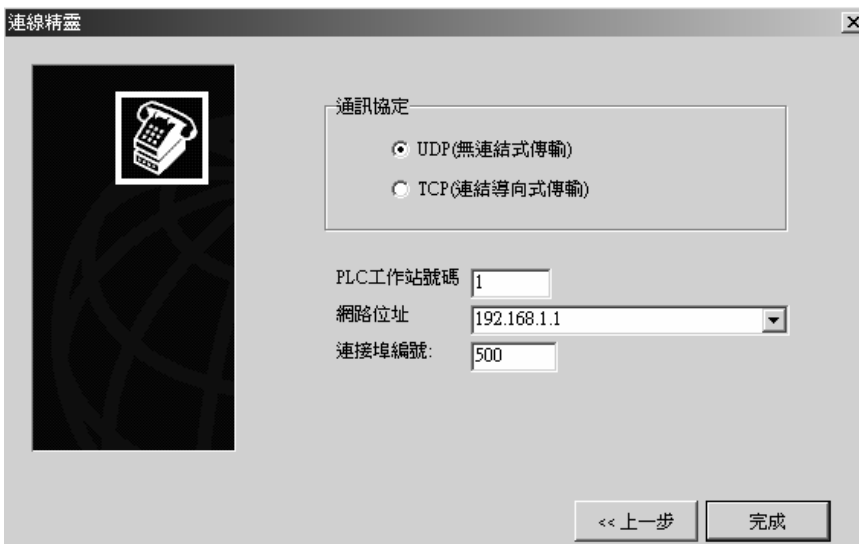 連線精靈
通訊協定
UDP(無連結式傳輸)
TCP(連結導向式傳輸)
PLC工作站號碼 1
網路位址 192.168.1.1
連接埠編號: 500
<< 上一步 完成